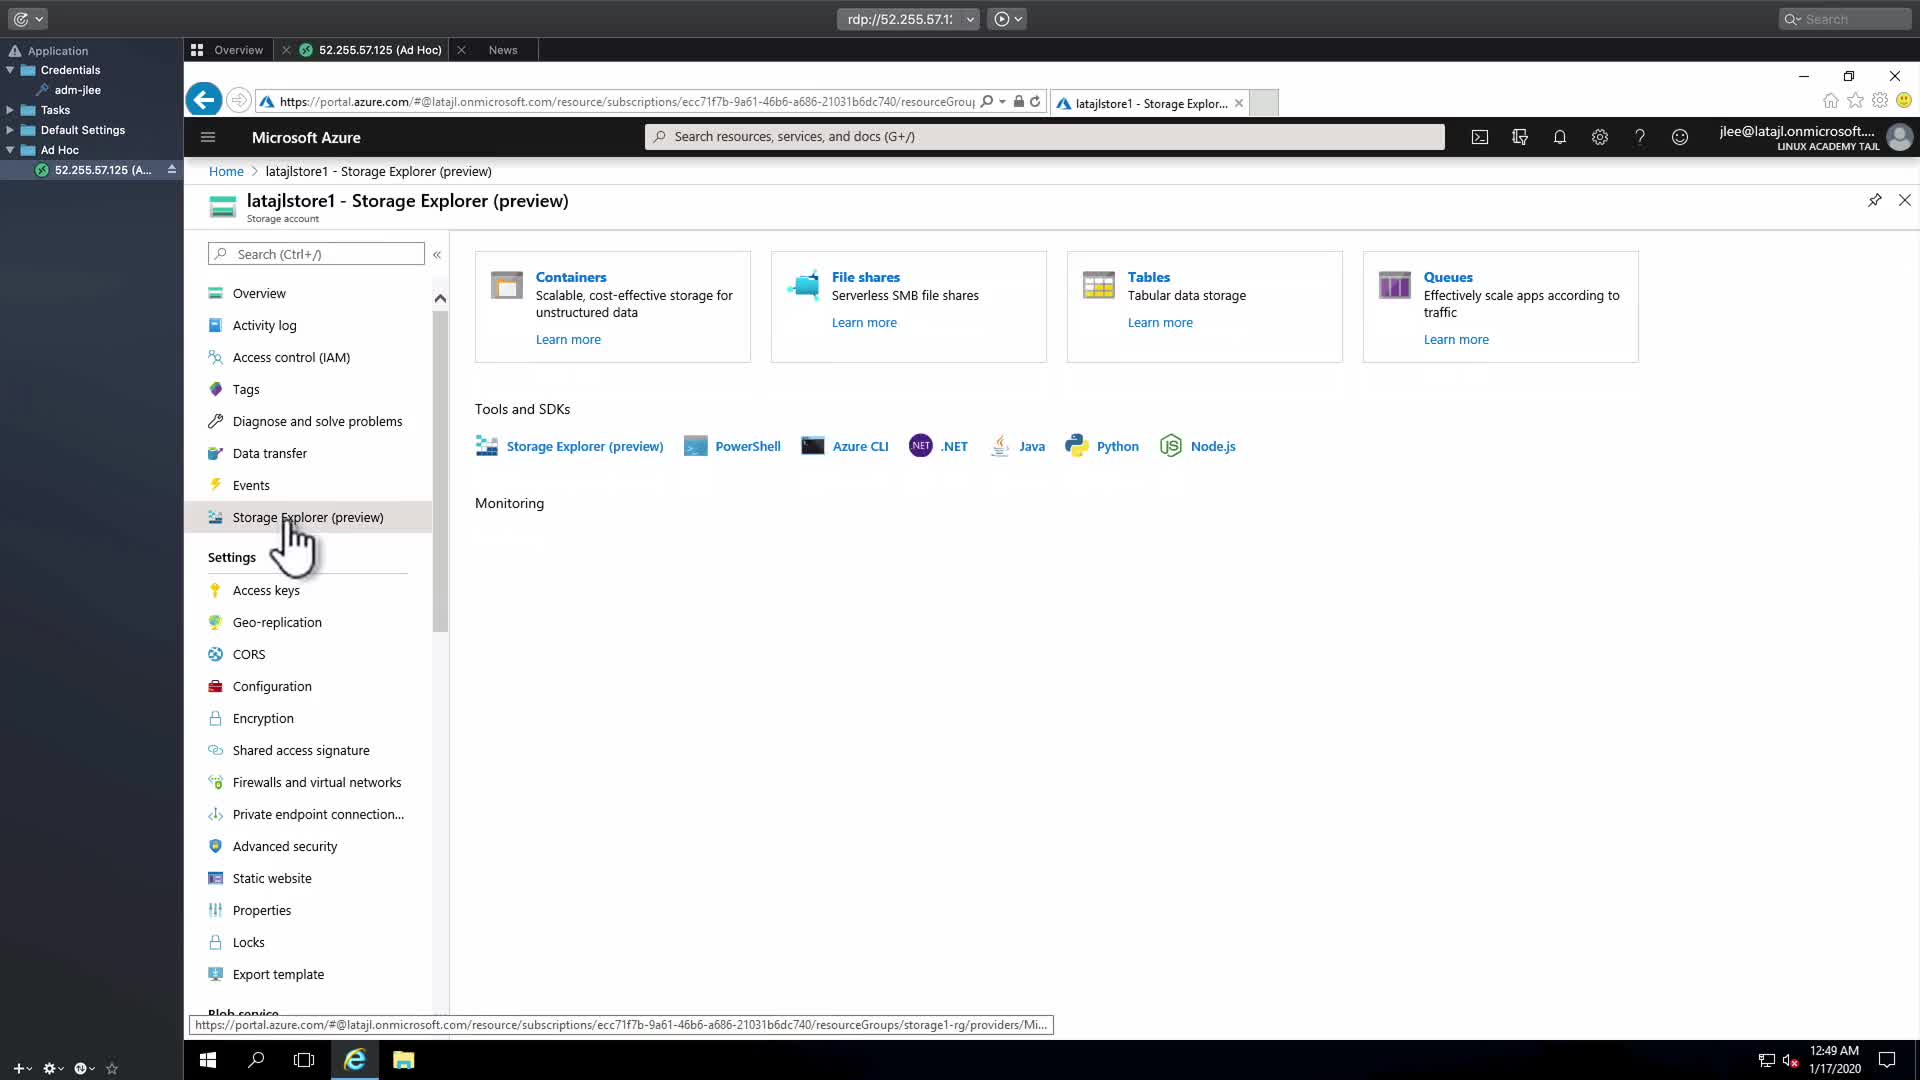 rdp://52.255.57.12
Search
Application
Credentials
adm-jlee
Tasks
Default Settings
Ad Hoc
52.255.57.125 (A...
Overview
52.255.57.125 (Ad Hoc)
News
https://portal.azure.com/#@latajl.onmicrosoft.com/resource/subscriptions/ecc71f7b-9a61-46b6-a686-21031b6dc740/resourceGrou
latajlstore1 - Storage Explor...
Microsoft Azure
Search resources, services, and docs (G+/)
jlee@latajl.onmicrosoft....
LINUX ACADEMY TAJL
Home
latajlstore1 - Storage Explorer (preview)
latajlstore1 - Storage Explorer (preview)
Storage account
Search (Ctrl+/)
«
Overview
Activity log
Access control (IAM)
Tags
Diagnose and solve problems
Data transfer
Events
Storage Explorer (preview)
Settings
Access keys
Geo-replication
CORS
Configuration
Encryption
Shared access signature
Firewalls and virtual networks
Private endpoint connection...
Advanced security
Static website
Properties
Locks
Export template
Blob service
Containers
Scalable, cost-effective storage for
unstructured data
Learn more
File shares
Serverless SMB file shares
Learn more
Tables
Tabular data storage
Learn more
Queues
Effectively scale apps according to
traffic
Learn more
Tools and SDKs
Storage Explorer (preview)
PowerShell
Azure CLI
NET
.NET
Java
Python
JS
Node.js
Monitoring
https://portal.azure.com/#@latajl.onmicrosoft.com/resource/subscriptions/ecc71f7b-9a61-46b6-a686-21031b6dc740/resourceGroups/storage1-rg/providers/Mi...
12:49 AM
1/17/2020